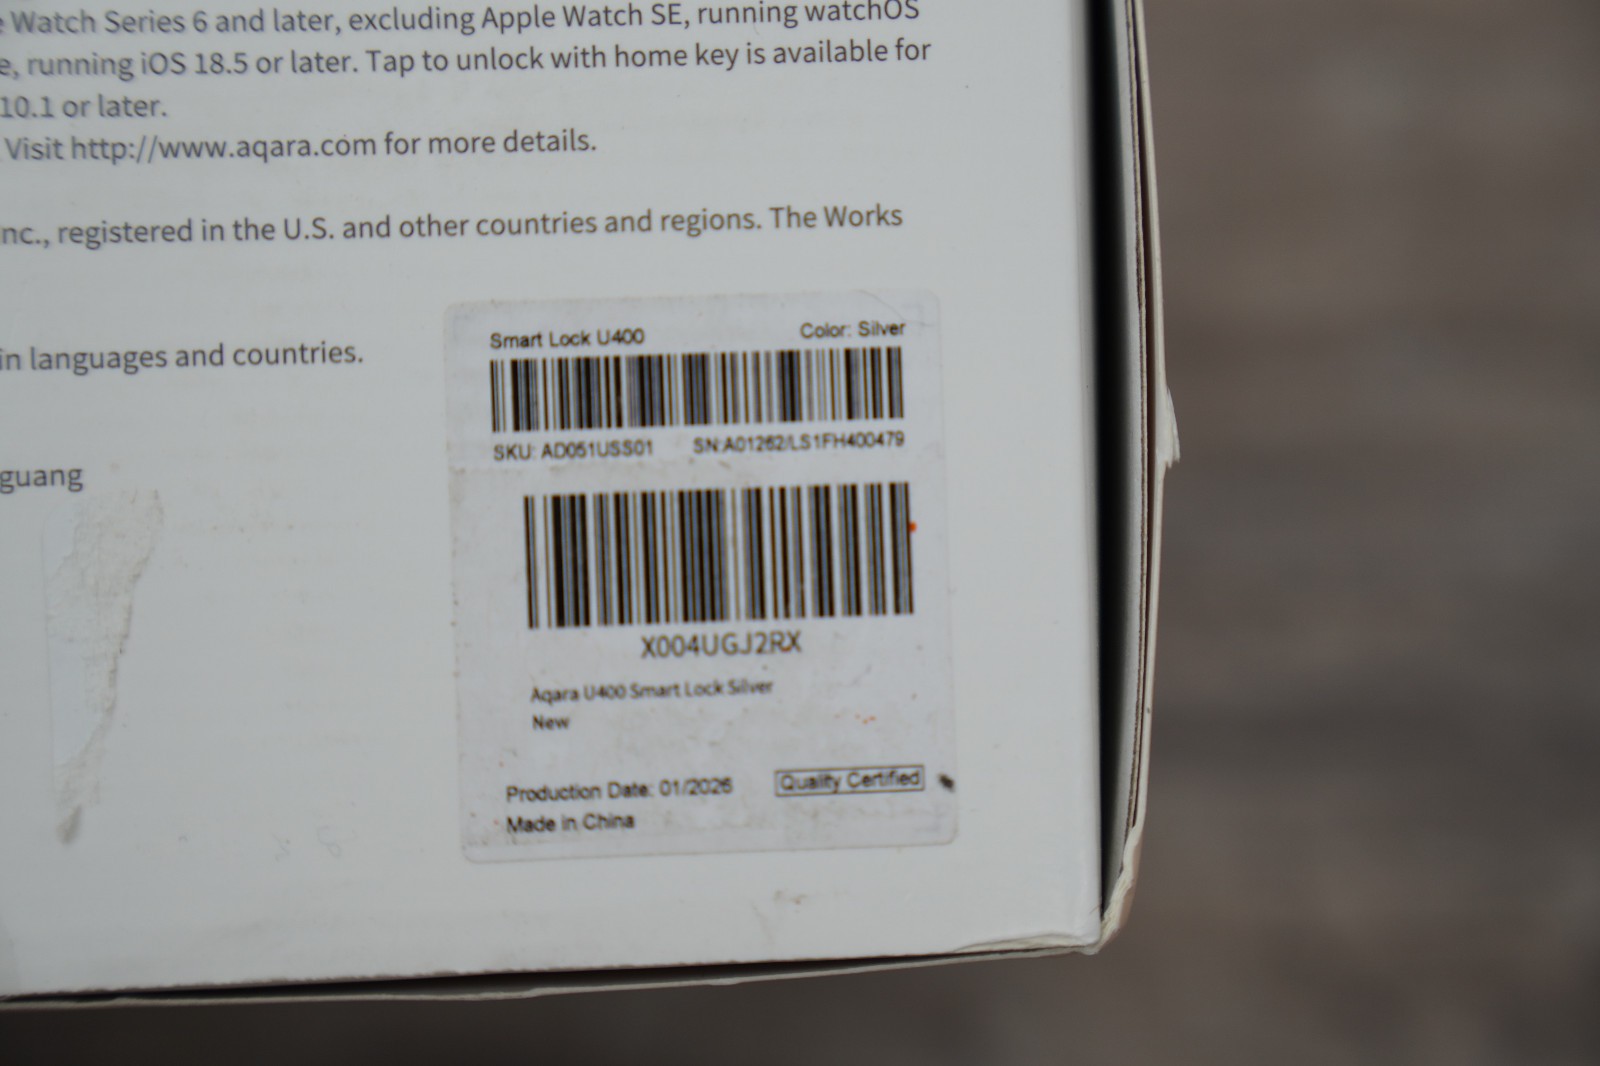 Watch Series 6 and later, excluding Apple Watch SE, running watchOS
e, running iOS 18.5 or later. Tap to unlock with home key is available for
10.1 or later.
Visit http://www.aqara.com for more details.
nc., registered in the U.S. and other countries and regions. The Works
in languages and countries.
guang
Smart Lock U400 Color: Silver
SKU: AD051USS01 SN:A01262/LS1FH400479
X004UGJ2RX
Aqara U400 Smart Lock Silver
New
Production Date: 01/2026
Quality Certified
Made in China